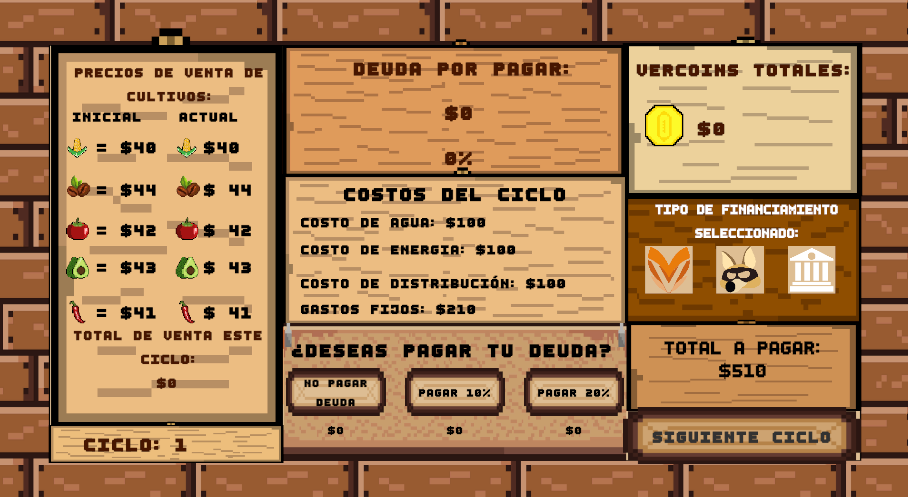 PRECIOS DE VENTA DE
CULTIVOS:
INICIAL ACTUAL
= $40 $40
= $44 $ 44
= $42 $ 42
= $43 $ 43
= $41 $ 41
TOTAL DE VENTA ESTE
CICLO:
$0
CICLO: 1
DEUDA POR PAGAR:
$0
0%
COSTOS DEL CICLO
COSTO DE AGUA: $100
COSTO DE ENERGIA: $100
COSTO DE DISTRIBUCIÓN: $100
GASTOS FIJOS: $210
¿DESEAS PAGAR TU DEUDA?
NO PAGAR
DEUDA
PAGAR 10%
PAGAR 20%
$0 $0 $0
VERCOINS TOTALES:
$0
TIPO DE FINANCIAMIENTO
SELECCIONADO:
TOTAL A PAGAR:
$510
SIGUIENTE CICLO